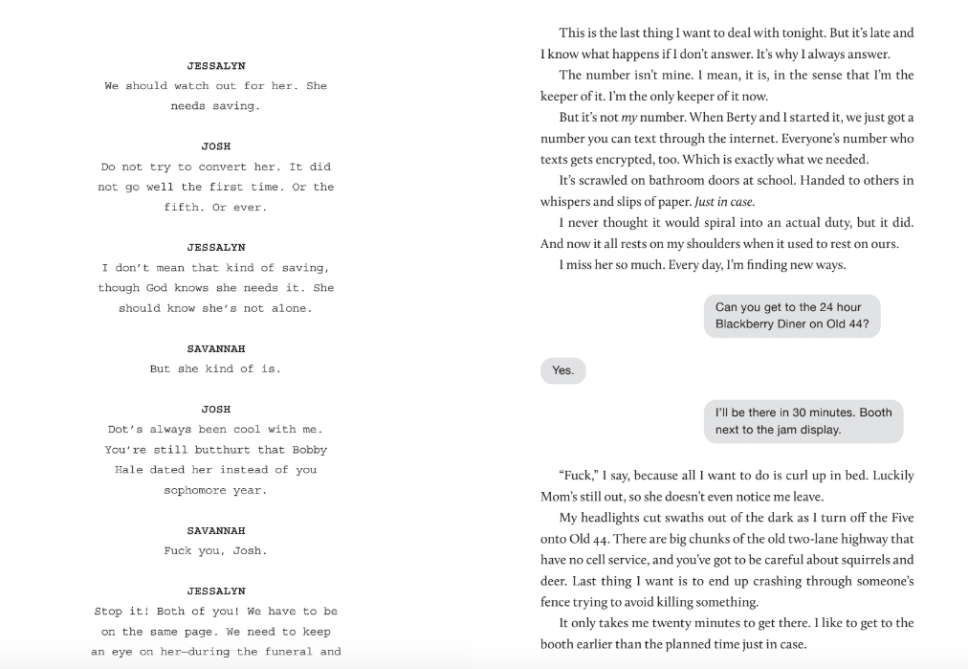 JESSALYN
We should watch out for her. She
needs saving.
JOSH
Do not try to convert her. It did
not go well the first time. Or the
fifth. Or ever.
JESSALYN
I don't mean that kind of saving,
though God knows she needs it. She
should know she's not alone.
SAVANNAH
But she kind of is.
JOSH
Dot's always been cool with me.
You're still butthurt that Bobby
Hale dated her instead of you
sophomore year.
SAVANNAH
Fuck you, Josh.
JESSALYN
Stop it! Both of you! We have to be
on the same page. We need to keep
an eye on her—during the funeral and
This is the last thing I want to deal with tonight. But it's late and
I know what happens if I don't answer. It's why I always answer.
The number isn't mine. I mean, it is, in the sense that I'm the
keeper of it. I'm the only keeper of it now.
But it's not my number. When Berty and I started it, we just got a
number you can text through the internet. Everyone's number who
texts gets encrypted, too. Which is exactly what we needed.
It's scrawled on bathroom doors at school. Handed to others in
whispers and slips of paper. Just in case.
I never thought it would spiral into an actual duty, but it did.
And now it all rests on my shoulders when it used to rest on ours.
I miss her so much. Every day, I'm finding new ways.
Can you get to the 24 hour
Blackberry Diner on Old 44?
Yes.
I'll be there in 30 minutes. Booth
next to the jam display.
"Fuck," I say, because all I want to do is curl up in bed. Luckily
Mom's still out, so she doesn't even notice me leave.
My headlights cut swaths out of the dark as I turn off the Five
onto Old 44. There are big chunks of the old two-lane highway that
have no cell service, and you've got to be careful about squirrels and
deer. Last thing I want is to end up crashing through someone's
fence trying to avoid killing something.
It only takes me twenty minutes to get there. I like to get to the
booth earlier than the planned time just in case.